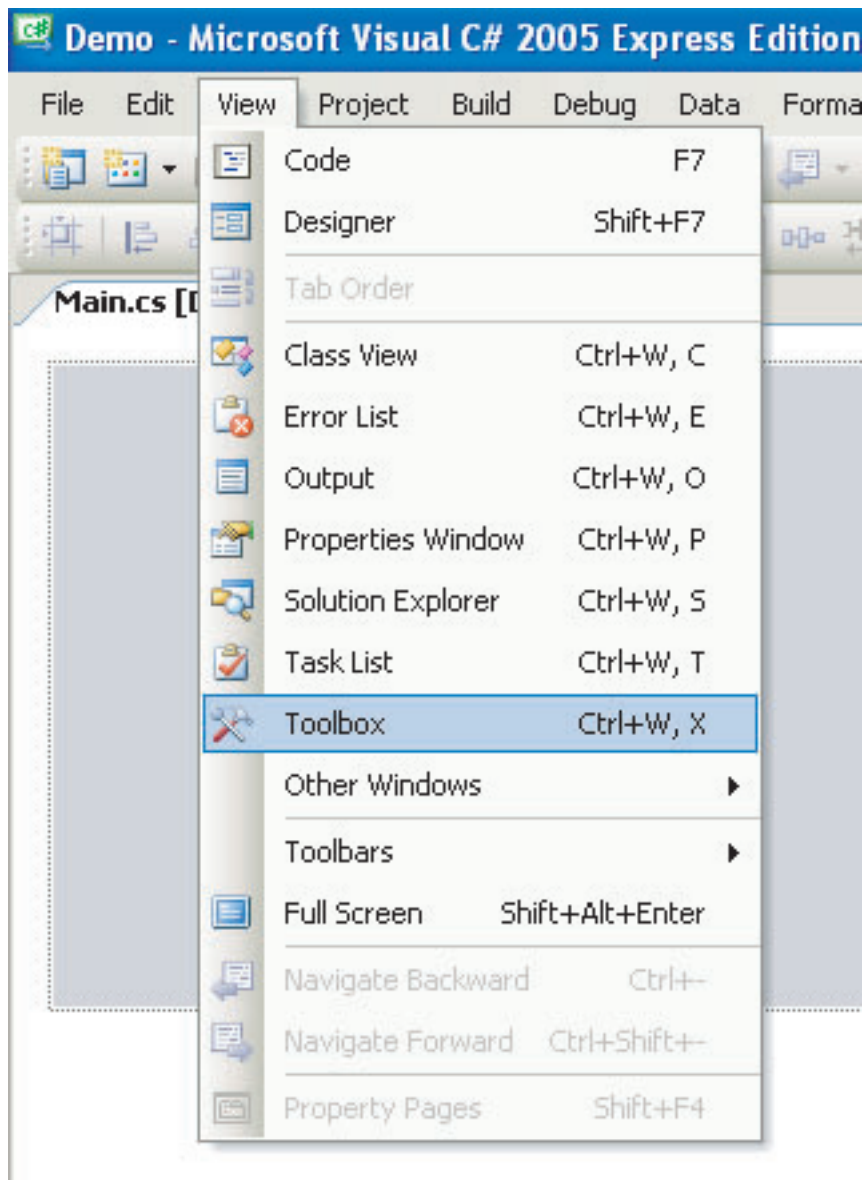 Demo - Microsoft Visual C# 2005 Express Edition
File Edit View Project Build Debug Data Forma
Code F7
Designer Shift+F7
Tab Order
Main.cs [D
Class View Ctrl+W, C
Error List Ctrl+W, E
Output Ctrl+W, O
Properties Window Ctrl+W, P
Solution Explorer Ctrl+W, S
Task List Ctrl+W, T
Toolbox Ctrl+W, X
Other Windows
Toolbars
Full Screen Shift+Alt+Enter
Navigate Backward Ctrl+-
Navigate Forward Ctrl+Shift+-
Property Pages Shift+F4